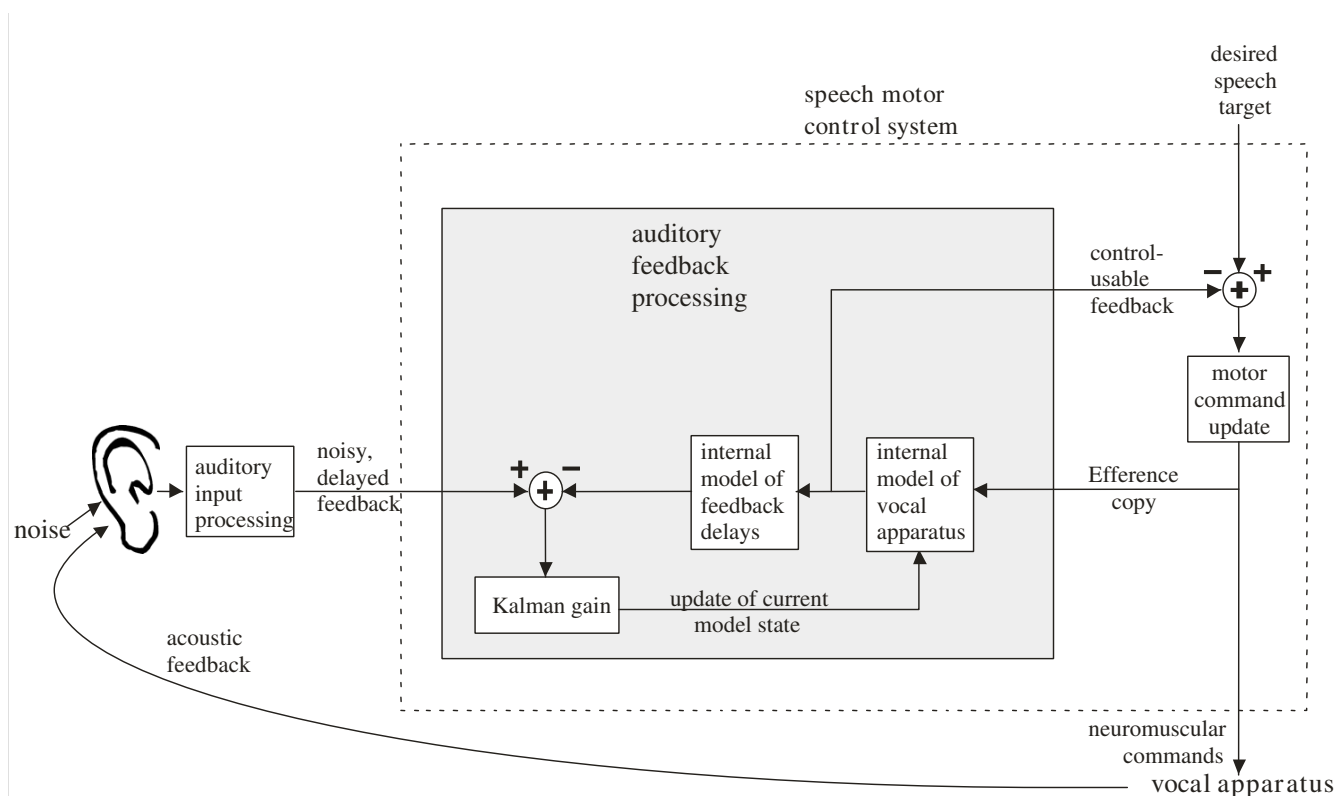 desired
speech
target
speech motor
control system
auditory
feedback
processing
control-
usable
feedback
− +
+
motor
command
update
noisy,
delayed
feedback
auditory
input
processing
+ −
+
internal
model of
feedback
delays
internal
model of
vocal
apparatus
Efference
copy
noise
Kalman gain
update of current
model state
acoustic
feedback
neuromuscular
commands
vocal apparatus